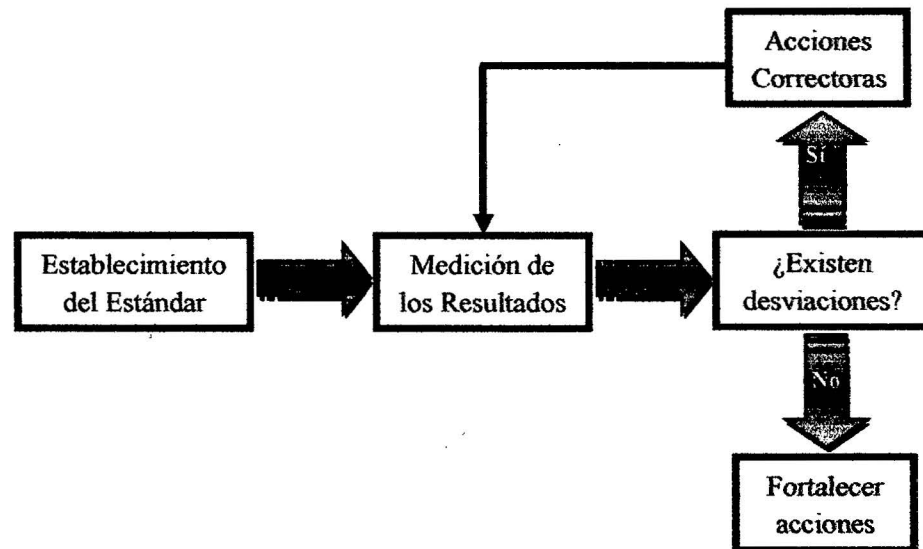 Acciones
Correctoras
Sí
Establecimiento
del Estándar
Medición de
los Resultados
¿Existen
desviaciones?
No
Fortalecer
acciones